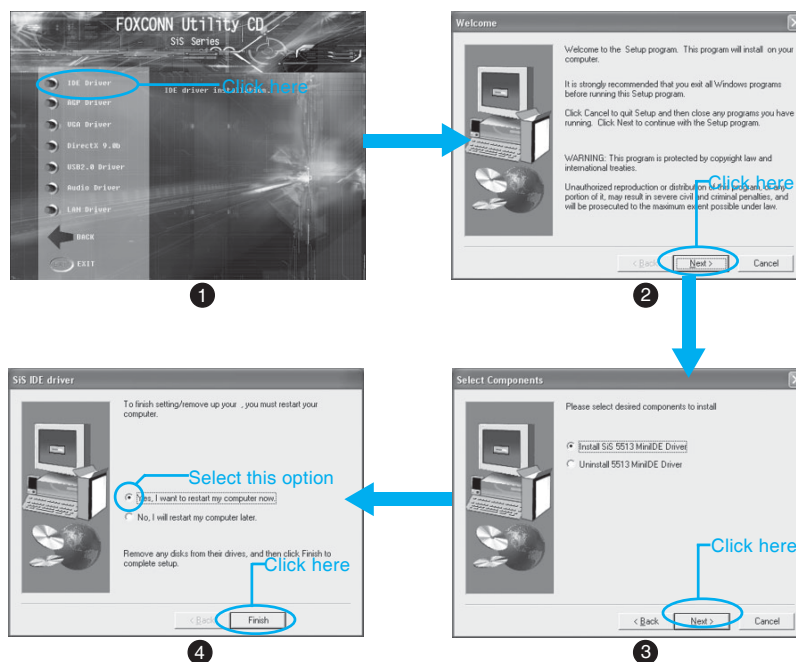 FOXCONN Utility CD
SiS Series
IDE Driver
IDE driver installation.
Click here
AGP Driver
UGA Driver
DirectX 9.0b
USB2.0 Driver
Audio Driver
LAN Driver
BACK
EXIT
1
Welcome
Welcome to the Setup program. This program will install on your
computer.
It is strongly recommended that you exit all Windows programs
before running this Setup program.
Click Cancel to quit Setup and then close any programs you have
running. Click Next to continue with the Setup program.
WARNING: This program is protected by copyright law and
international treaties.
Unauthorized reproduction or distribution of this program, or any
portion of it, may result in severe civil and criminal penalties, and
will be prosecuted to the maximum extent possible under law.
Click here
< Back
Next >
Cancel
2
Select Components
Please select desired components to install
Install SiS 5513 MiniIDE Driver
Uninstall 5513 MiniIDE Driver
Click here
< Back
Next >
Cancel
3
SiS IDE driver
To finish setting/remove up your , you must restart your
computer.
Select this option
Yes, I want to restart my computer now.
No, I will restart my computer later.
Remove any disks from their drives, and then click Finish to
complete setup.
Click here
< Back
Finish
4